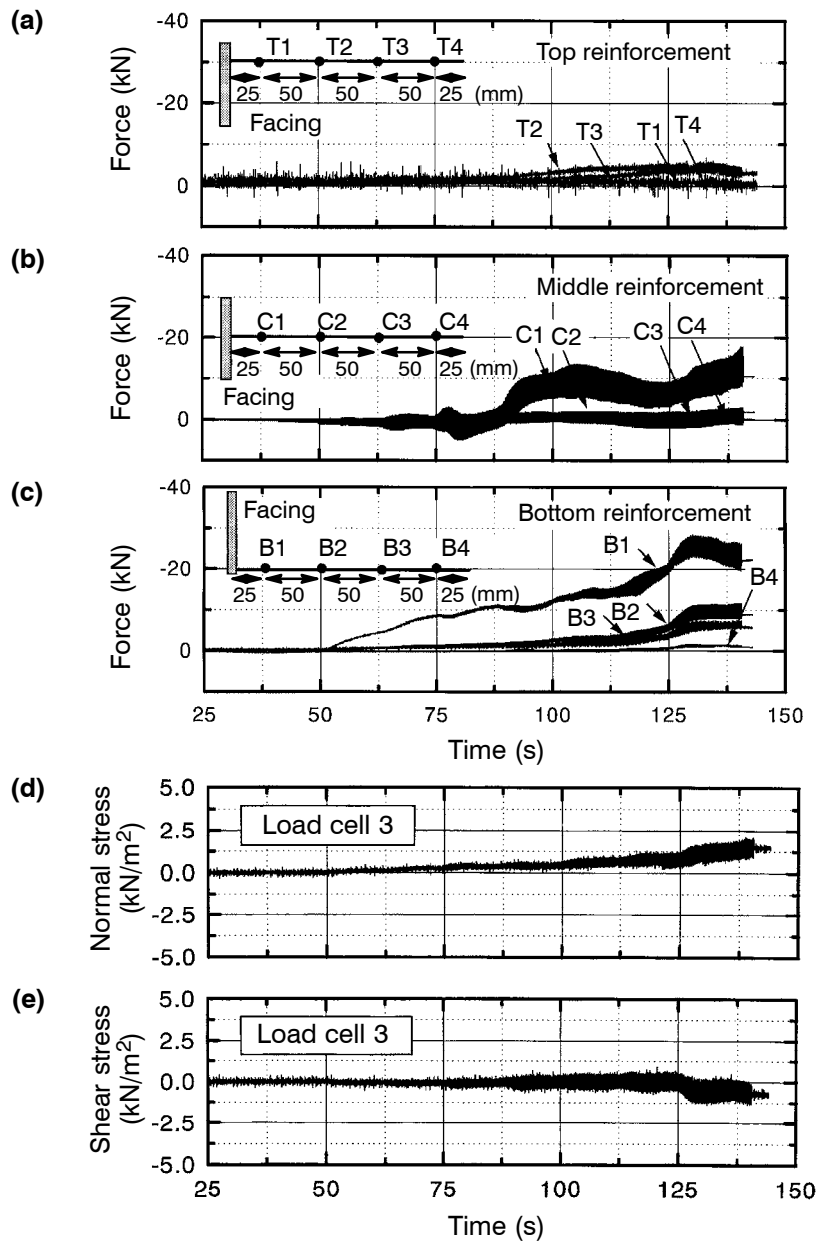 (a)
-40
-30
-20
-10
0
Force (kN)
T1 T2 T3 T4
25 50 50 50 25 (mm)
Facing
Top reinforcement
T2 T3 T1 T4
(b)
-40
-30
-20
-10
0
Force (kN)
C1 C2 C3 C4
25 50 50 50 25 (mm)
Facing
Middle reinforcement
C1 C2 C3 C4
(c)
-40
-30
-20
-10
0
Force (kN)
Facing
B1 B2 B3 B4
25 50 50 50 25 (mm)
Bottom reinforcement
B1 B3 B2 B4
25 50 75 100 125 150
Time (s)
(d)
5.0
2.5
0.0
-2.5
-5.0
Normal stress
(kN/m²)
Load cell 3
(e)
5.0
2.5
0.0
-2.5
-5.0
Shear stress
(kN/m²)
Load cell 3
25 50 75 100 125 150
Time (s)